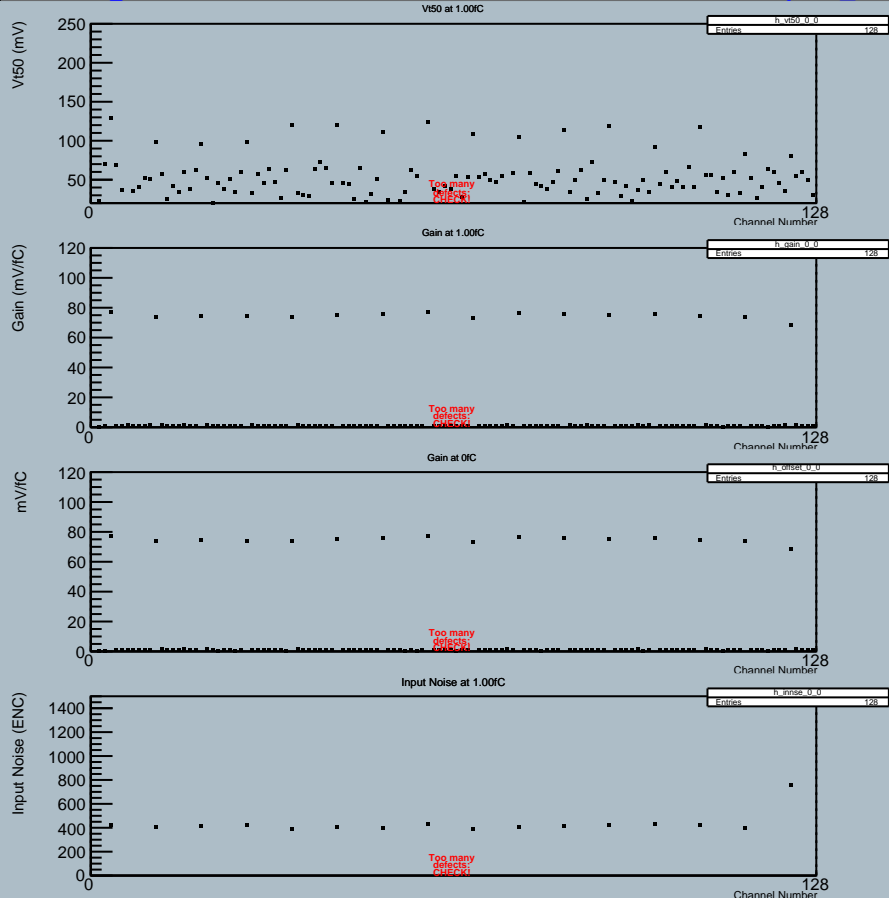 Vt50 at 1.00fC
h_vt50_0_0
Entries 128
Vt50 (mV)
250
200
150
100
50
0
Too many
defects:
CHECK!
128
Channel Number
Gain at 1.00fC
h_gain_0_0
Entries 128
Gain (mV/fC)
120
100
80
60
40
20
0
Too many
defects:
CHECK!
0
128
Channel Number
Gain at 0fC
h_offset_0_0
Entries 128
mV/fC
120
100
80
60
40
20
0
Too many
defects:
CHECK!
0
128
Channel Number
Input Noise at 1.00fC
h_innse_0_0
Entries 128
Input Noise (ENC)
1400
1200
1000
800
600
400
200
0
Too many
defects:
CHECK!
0
128
Channel Number